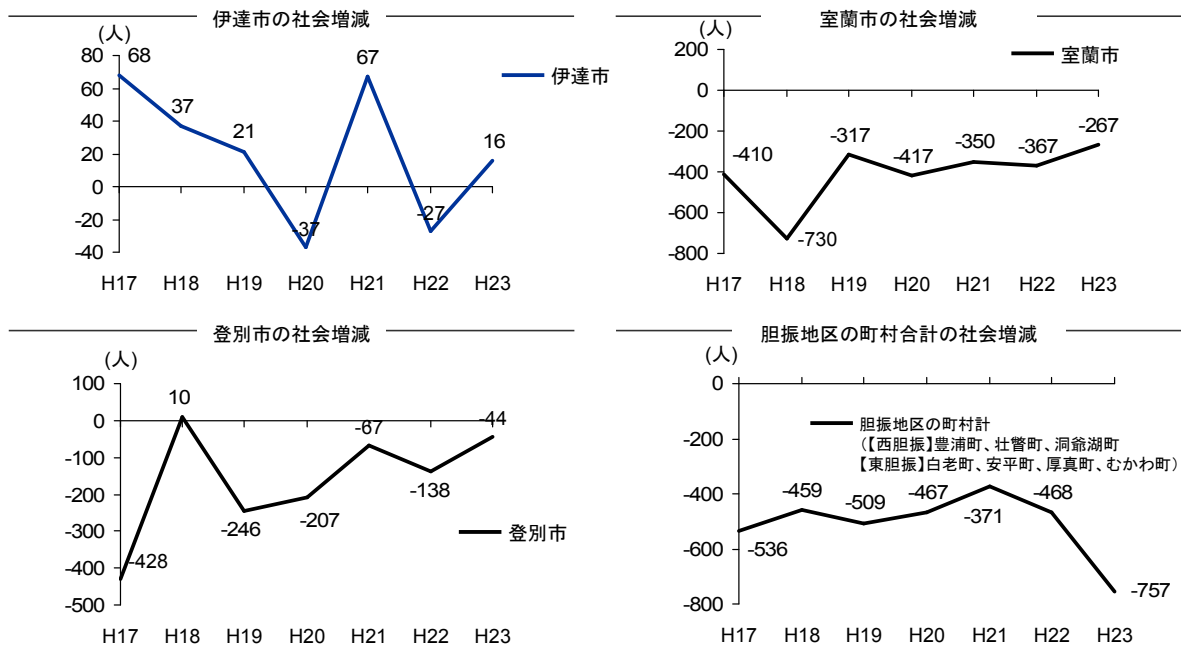 伊達市の社会増減
(人)
80
60
40
20
0
-20
-40
68
37
21
-37
67
-27
16
伊達市
H17 H18 H19 H20 H21 H22 H23
室蘭市の社会増減
(人)
200
0
-200
-400
-600
-800
-410
-730
-317
-417
-350
-367
-267
室蘭市
H17 H18 H19 H20 H21 H22 H23
登別市の社会増減
(人)
100
0
-100
-200
-300
-400
-500
-428
10
-246
-207
-67
-138
-44
登別市
H17 H18 H19 H20 H21 H22 H23
胆振地区の町村合計の社会増減
(人)
0
-200
-400
-600
-800
胆振地区の町村計
(【西胆振】豊浦町、壮瞥町、洞爺湖町
【東胆振】白老町、安平町、厚真町、むかわ町)
-536
-459
-509
-467
-371
-468
-757
H17 H18 H19 H20 H21 H22 H23